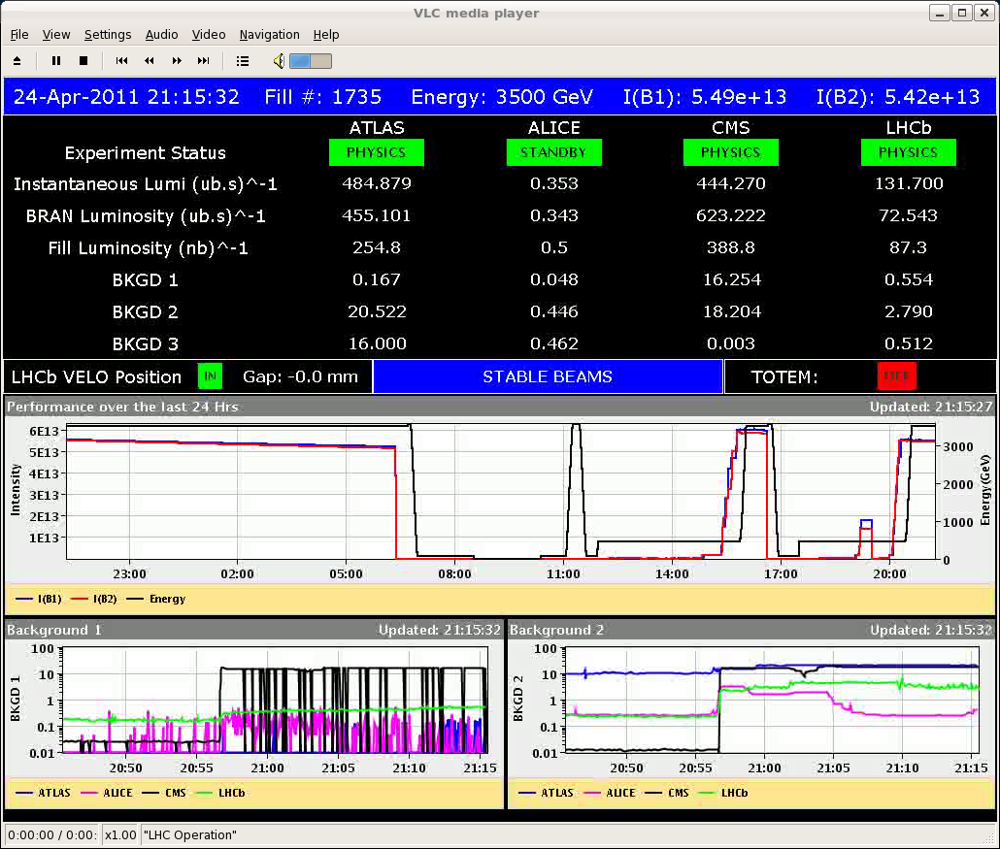 VLC media player
File View Settings Audio Video Navigation Help
24-Apr-2011 21:15:32 Fill #: 1735 Energy: 3500 GeV I(B1): 5.49e+13 I(B2): 5.42e+13
ATLAS ALICE CMS LHCb
Experiment Status PHYSICS STANDBY PHYSICS PHYSICS
Instantaneous Lumi (ub.s)^-1 484.879 0.353 444.270 131.700
BRAN Luminosity (ub.s)^-1 455.101 0.343 623.222 72.543
Fill Luminosity (nb)^-1 254.8 0.5 388.8 87.3
BKGD 1 0.167 0.048 16.254 0.554
BKGD 2 20.522 0.446 18.204 2.790
BKGD 3 16.000 0.462 0.003 0.512
LHCb VELO Position IN Gap: -0.0 mm STABLE BEAMS TOTEM:
Performance over the last 24 Hrs Updated: 21:15:27
Intensity
6E13
5E13
4E13
3E13
2E13
1E13
3000
2000
1000
0
Energy(GeV)
23:00 02:00 05:00 08:00 11:00 14:00 17:00 20:00
I(B1) I(B2) Energy
Background 1 Updated: 21:15:32
BKGD 1
100
10
1
0.1
0.01
20:50 20:55 21:00 21:05 21:10 21:15
ATLAS ALICE CMS LHCb
Background 2 Updated: 21:15:32
BKGD 2
100
10
1
0.1
0.01
20:50 20:55 21:00 21:05 21:10 21:15
ATLAS ALICE CMS LHCb
0:00:00 / 0:00: x1.00 "LHC Operation"